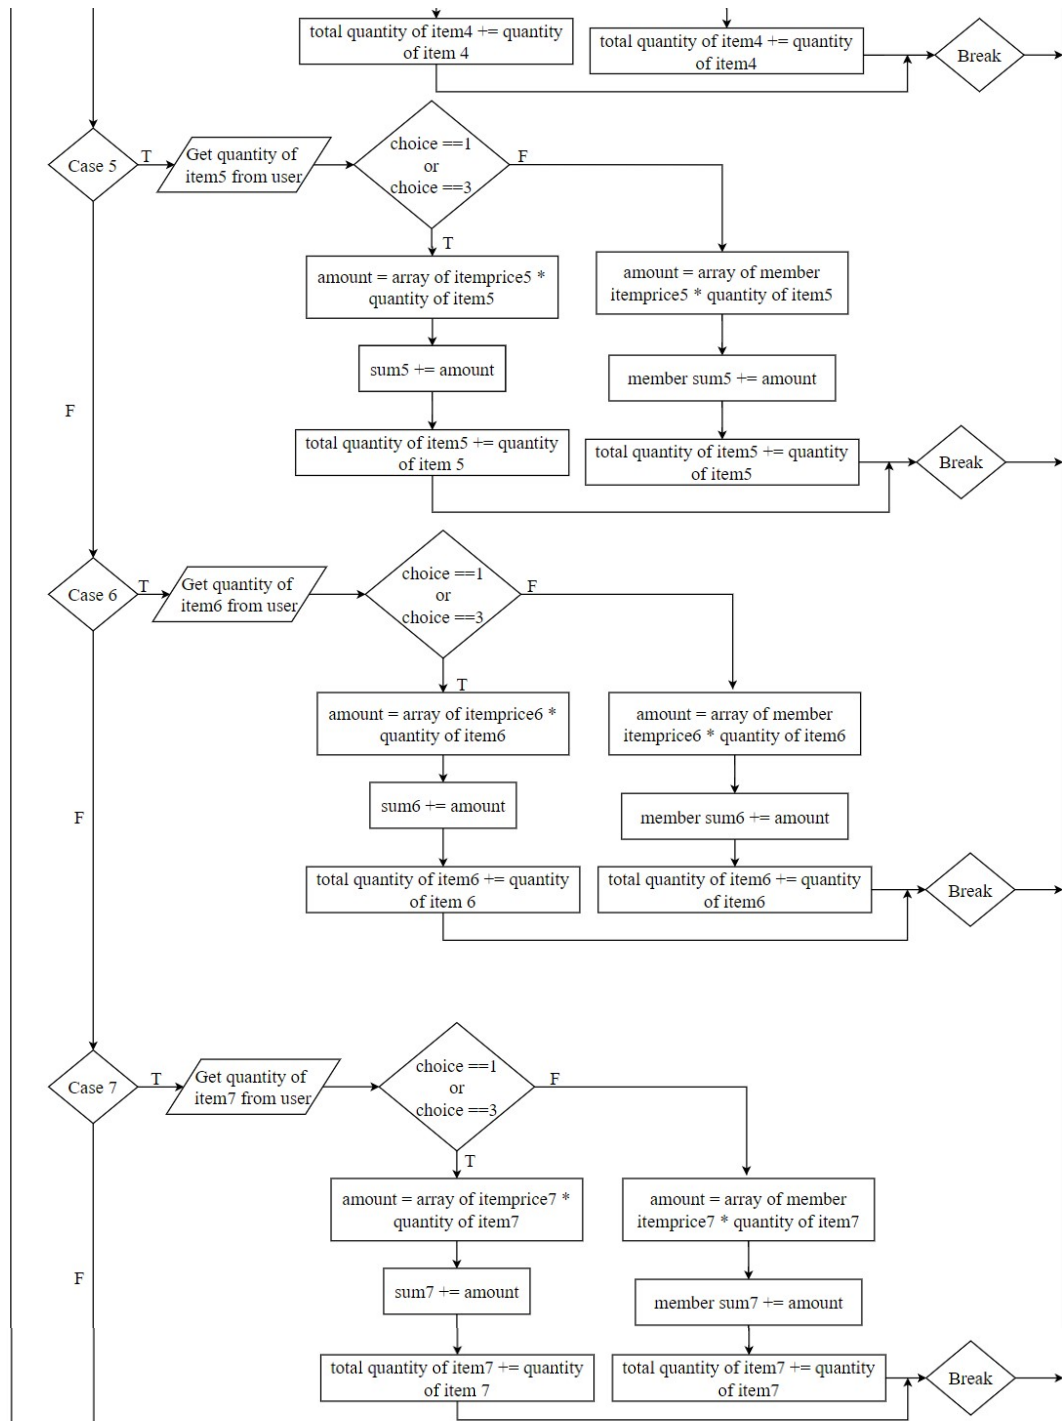 total quantity of item4 += quantity
of item 4
total quantity of item4 += quantity
of item4
Break
Case 5
T
Get quantity of
item5 from user
choice ==1
or
choice ==3
F
T
amount = array of itemprice5 *
quantity of item5
amount = array of member
itemprice5 * quantity of item5
sum5 += amount
member sum5 += amount
F
total quantity of item5 += quantity
of item 5
total quantity of item5 += quantity
of item5
Break
Case 6
T
Get quantity of
item6 from user
choice ==1
or
choice ==3
F
T
amount = array of itemprice6 *
quantity of item6
amount = array of member
itemprice6 * quantity of item6
sum6 += amount
member sum6 += amount
F
total quantity of item6 += quantity
of item 6
total quantity of item6 += quantity
of item6
Break
Case 7
T
Get quantity of
item7 from user
choice ==1
or
choice ==3
F
T
amount = array of itemprice7 *
quantity of item7
amount = array of member
itemprice7 * quantity of item7
F
sum7 += amount
member sum7 += amount
total quantity of item7 += quantity
of item 7
total quantity of item7 += quantity
of item7
Break